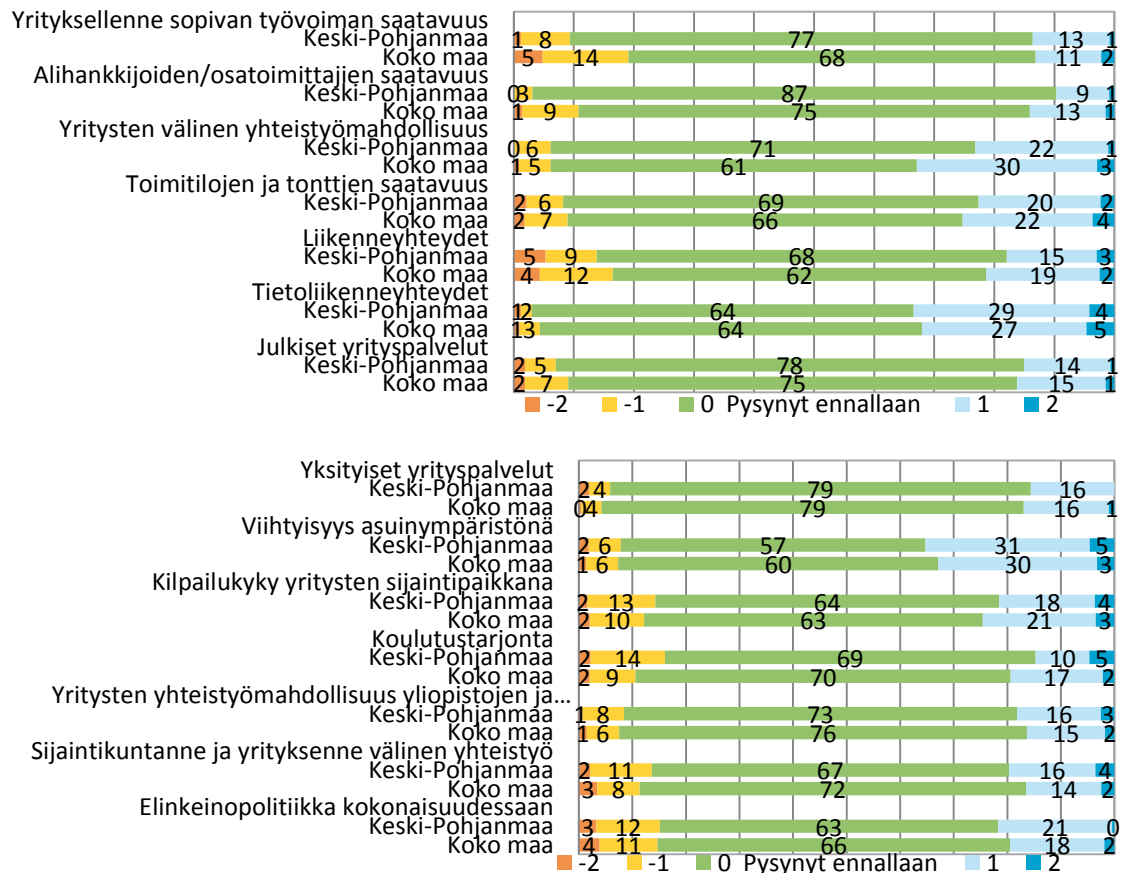 Yrityksellenne sopivan työvoiman saatavuus
Keski-Pohjanmaa 1 8 77 13 1
Koko maa 5 14 68 11 2
Alihankkijoiden/osatoimittajien saatavuus
Keski-Pohjanmaa 0 3 87 9 1
Koko maa 1 9 75 13 1
Yritysten välinen yhteistyömahdollisuus
Keski-Pohjanmaa 0 6 71 22 1
Koko maa 1 5 61 30 3
Toimitilojen ja tonttien saatavuus
Keski-Pohjanmaa 2 6 69 20 2
Koko maa 2 7 66 22 4
Liikenneyhteydet
Keski-Pohjanmaa 5 9 68 15 3
Koko maa 4 12 62 19 2
Tietoliikenneyhteydet
Keski-Pohjanmaa 1 2 64 29 4
Koko maa 1 3 64 27 5
Julkiset yrityspalvelut
Keski-Pohjanmaa 2 5 78 14 1
Koko maa 2 7 75 15 1
-2 -1 0 Pysynyt ennallaan 1 2
Yksityiset yrityspalvelut
Keski-Pohjanmaa 2 4 79 16
Koko maa 0 4 79 16 1
Viihtyisyys asuinympäristönä
Keski-Pohjanmaa 2 6 57 31 5
Koko maa 1 6 60 30 3
Kilpailukyky yritysten sijaintipaikkana
Keski-Pohjanmaa 2 13 64 18 4
Koko maa 2 10 63 21 3
Koulutustarjonta
Keski-Pohjanmaa 2 14 69 10 5
Koko maa 2 9 70 17 2
Yritysten yhteistyömahdollisuus yliopistojen ja…
Keski-Pohjanmaa 1 8 73 16 3
Koko maa 1 6 76 15 2
Sijaintikuntanne ja yrityksenne välinen yhteistyö
Keski-Pohjanmaa 2 11 67 16 4
Koko maa 3 8 72 14 2
Elinkeinopolitiikka kokonaisuudessaan
Keski-Pohjanmaa 3 12 63 21 0
Koko maa 4 11 66 18 2
-2 -1 0 Pysynyt ennallaan 1 2